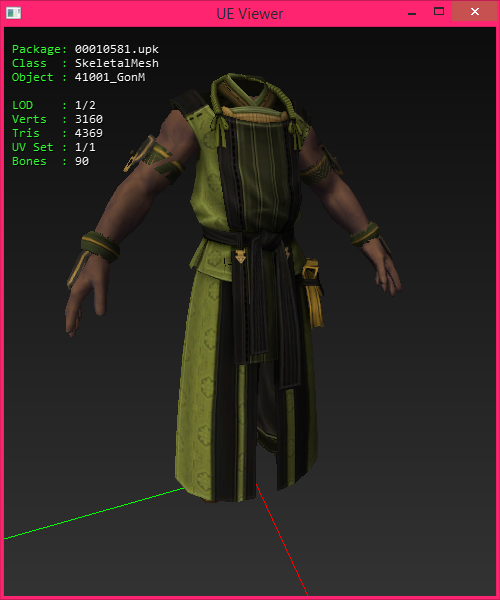 UE Viewer
Package: 00010581.upk
Class : SkeletalMesh
Object : 41001_GonM
LOD : 1/2
Verts : 3160
Tris : 4369
UV Set : 1/1
Bones : 90